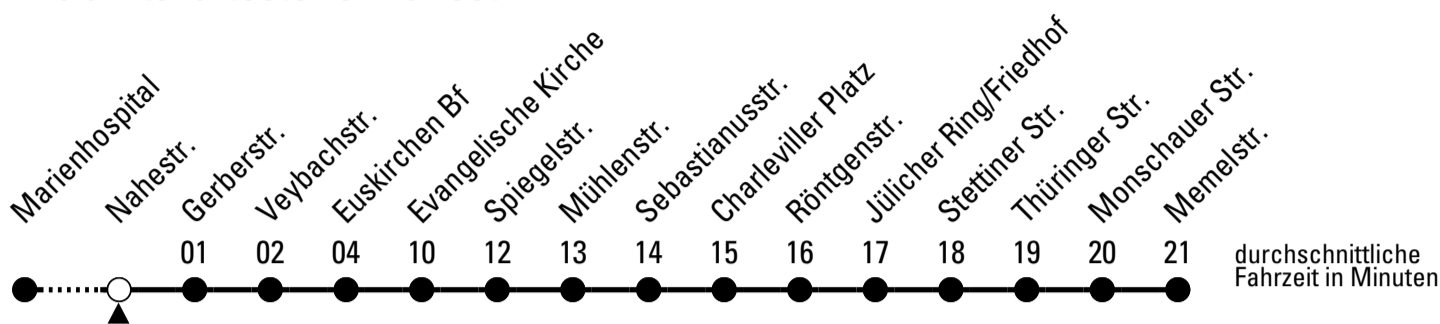 Marienhospital
Nahestr.
Gerberstr.
Veybachstr.
Euskirchen Bf
Evangelische Kirche
Spiegelstr.
Mühlenstr.
Sebastianusstr.
Charleviller Platz
Röntgenstr.
Jülicher Ring/Friedhof
Stettiner Str.
Thüringer Str.
Monschauer Str.
Memelstr.
01 02 04 10 12 13 14 15 16 17 18 19 20 21
durchschnittliche
Fahrzeit in Minuten